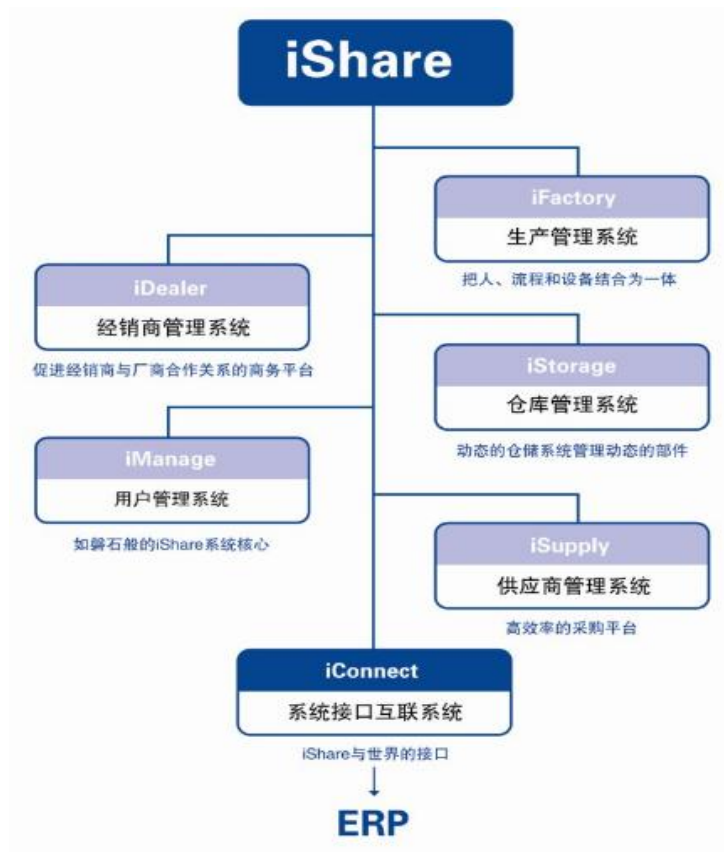 iShare
iFactory
生产管理系统
把人、流程和设备结合为一体
iDealer
经销商管理系统
促进经销商与厂商合作关系的商务平台
iStorage
仓库管理系统
动态的仓储系统管理动态的部件
iManage
用户管理系统
如磐石般的iShare系统核心
iSupply
供应商管理系统
高效率的采购平台
iConnect
系统接口互联系统
iShare与世界的接口
ERP